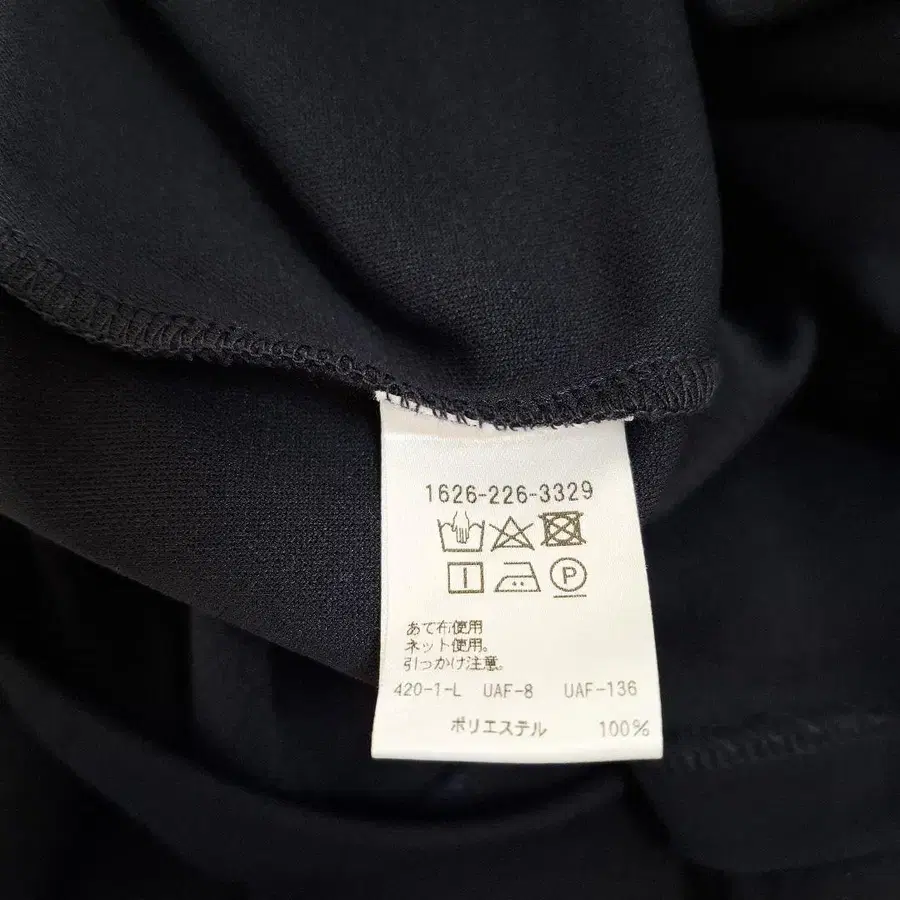 1626-226-3329
P
あて布使用
ネット使用。
引っかけ注意。
420-1-L UAF-8 UAF-136
ポリエステル 100%